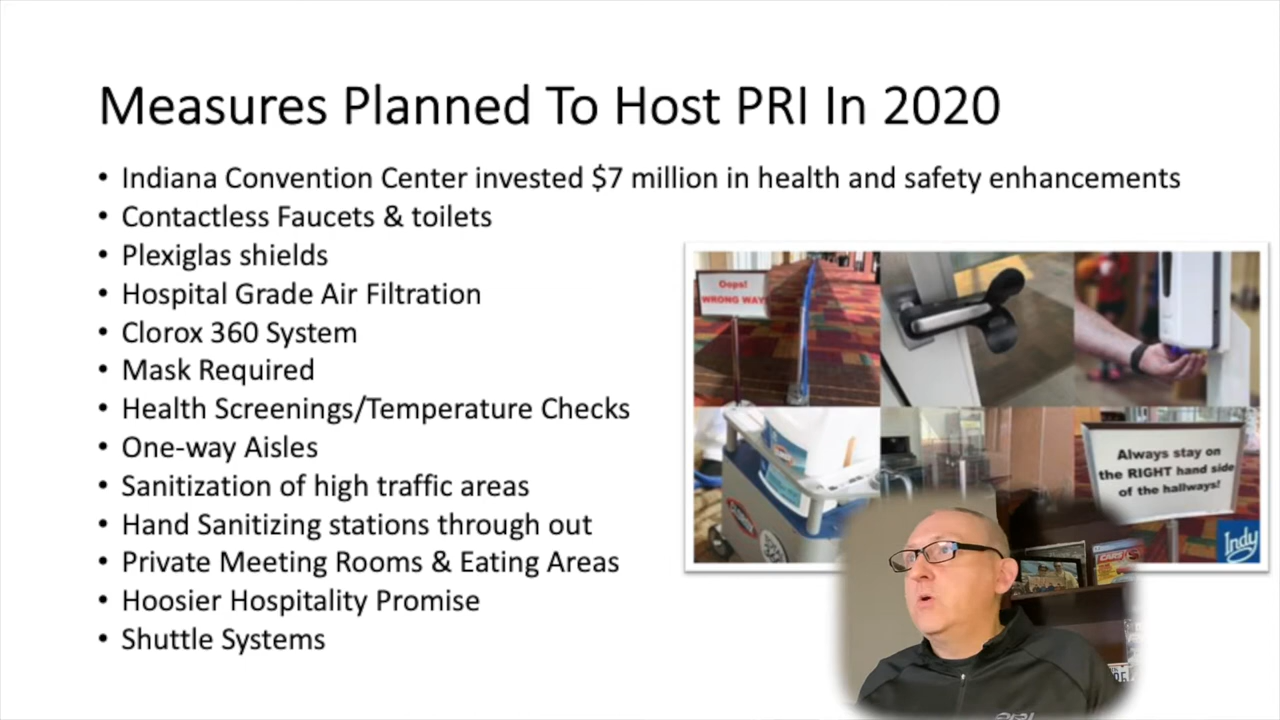 Measures Planned To Host PRI In 2020
• Indiana Convention Center invested $7 million in health and safety enhancements
• Contactless Faucets & toilets
• Plexiglas shields
• Hospital Grade Air Filtration
• Clorox 360 System
• Mask Required
• Health Screenings/Temperature Checks
• One-way Aisles
• Sanitization of high traffic areas
• Hand Sanitizing stations through out
• Private Meeting Rooms & Eating Areas
• Hoosier Hospitality Promise
• Shuttle Systems
Oops!
WRONG WAY
Always stay on
the RIGHT hand side
of the hallways!
Indy